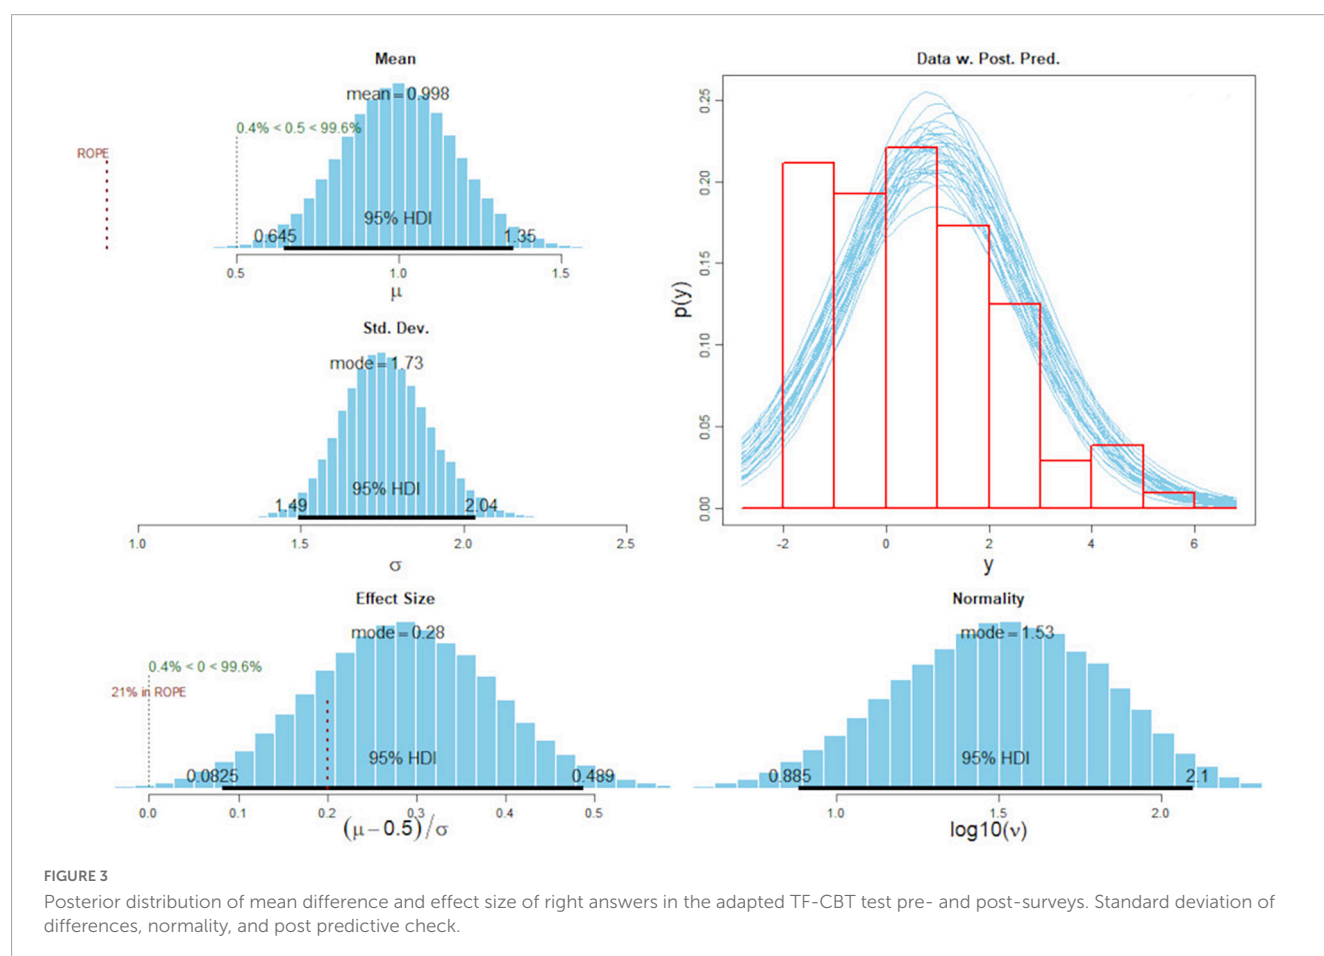 Mean
mean = 0.998
0.4% < 0.5 < 99.6%
ROPE
95% HDI
0.645
1.35
0.5
1.0
1.5
μ
Std. Dev.
mode = 1.73
95% HDI
1.49
2.04
1.0
1.5
2.0
2.5
σ
Effect Size
mode = 0.28
0.4% < 0 < 99.6%
21% in ROPE
95% HDI
0.0825
0.489
0.0
0.1
0.2
0.3
0.4
0.5
(μ−0.5)/σ
Data w. Post. Pred.
p(y)
0.25
0.20
0.15
0.10
0.05
0.00
-2
0
2
4
6
y
Normality
mode = 1.53
95% HDI
0.885
2.1
1.0
1.5
2.0
log10(ν)
FIGURE 3
Posterior distribution of mean difference and effect size of right answers in the adapted TF-CBT test pre- and post-surveys. Standard deviation of
differences, normality, and post predictive check.